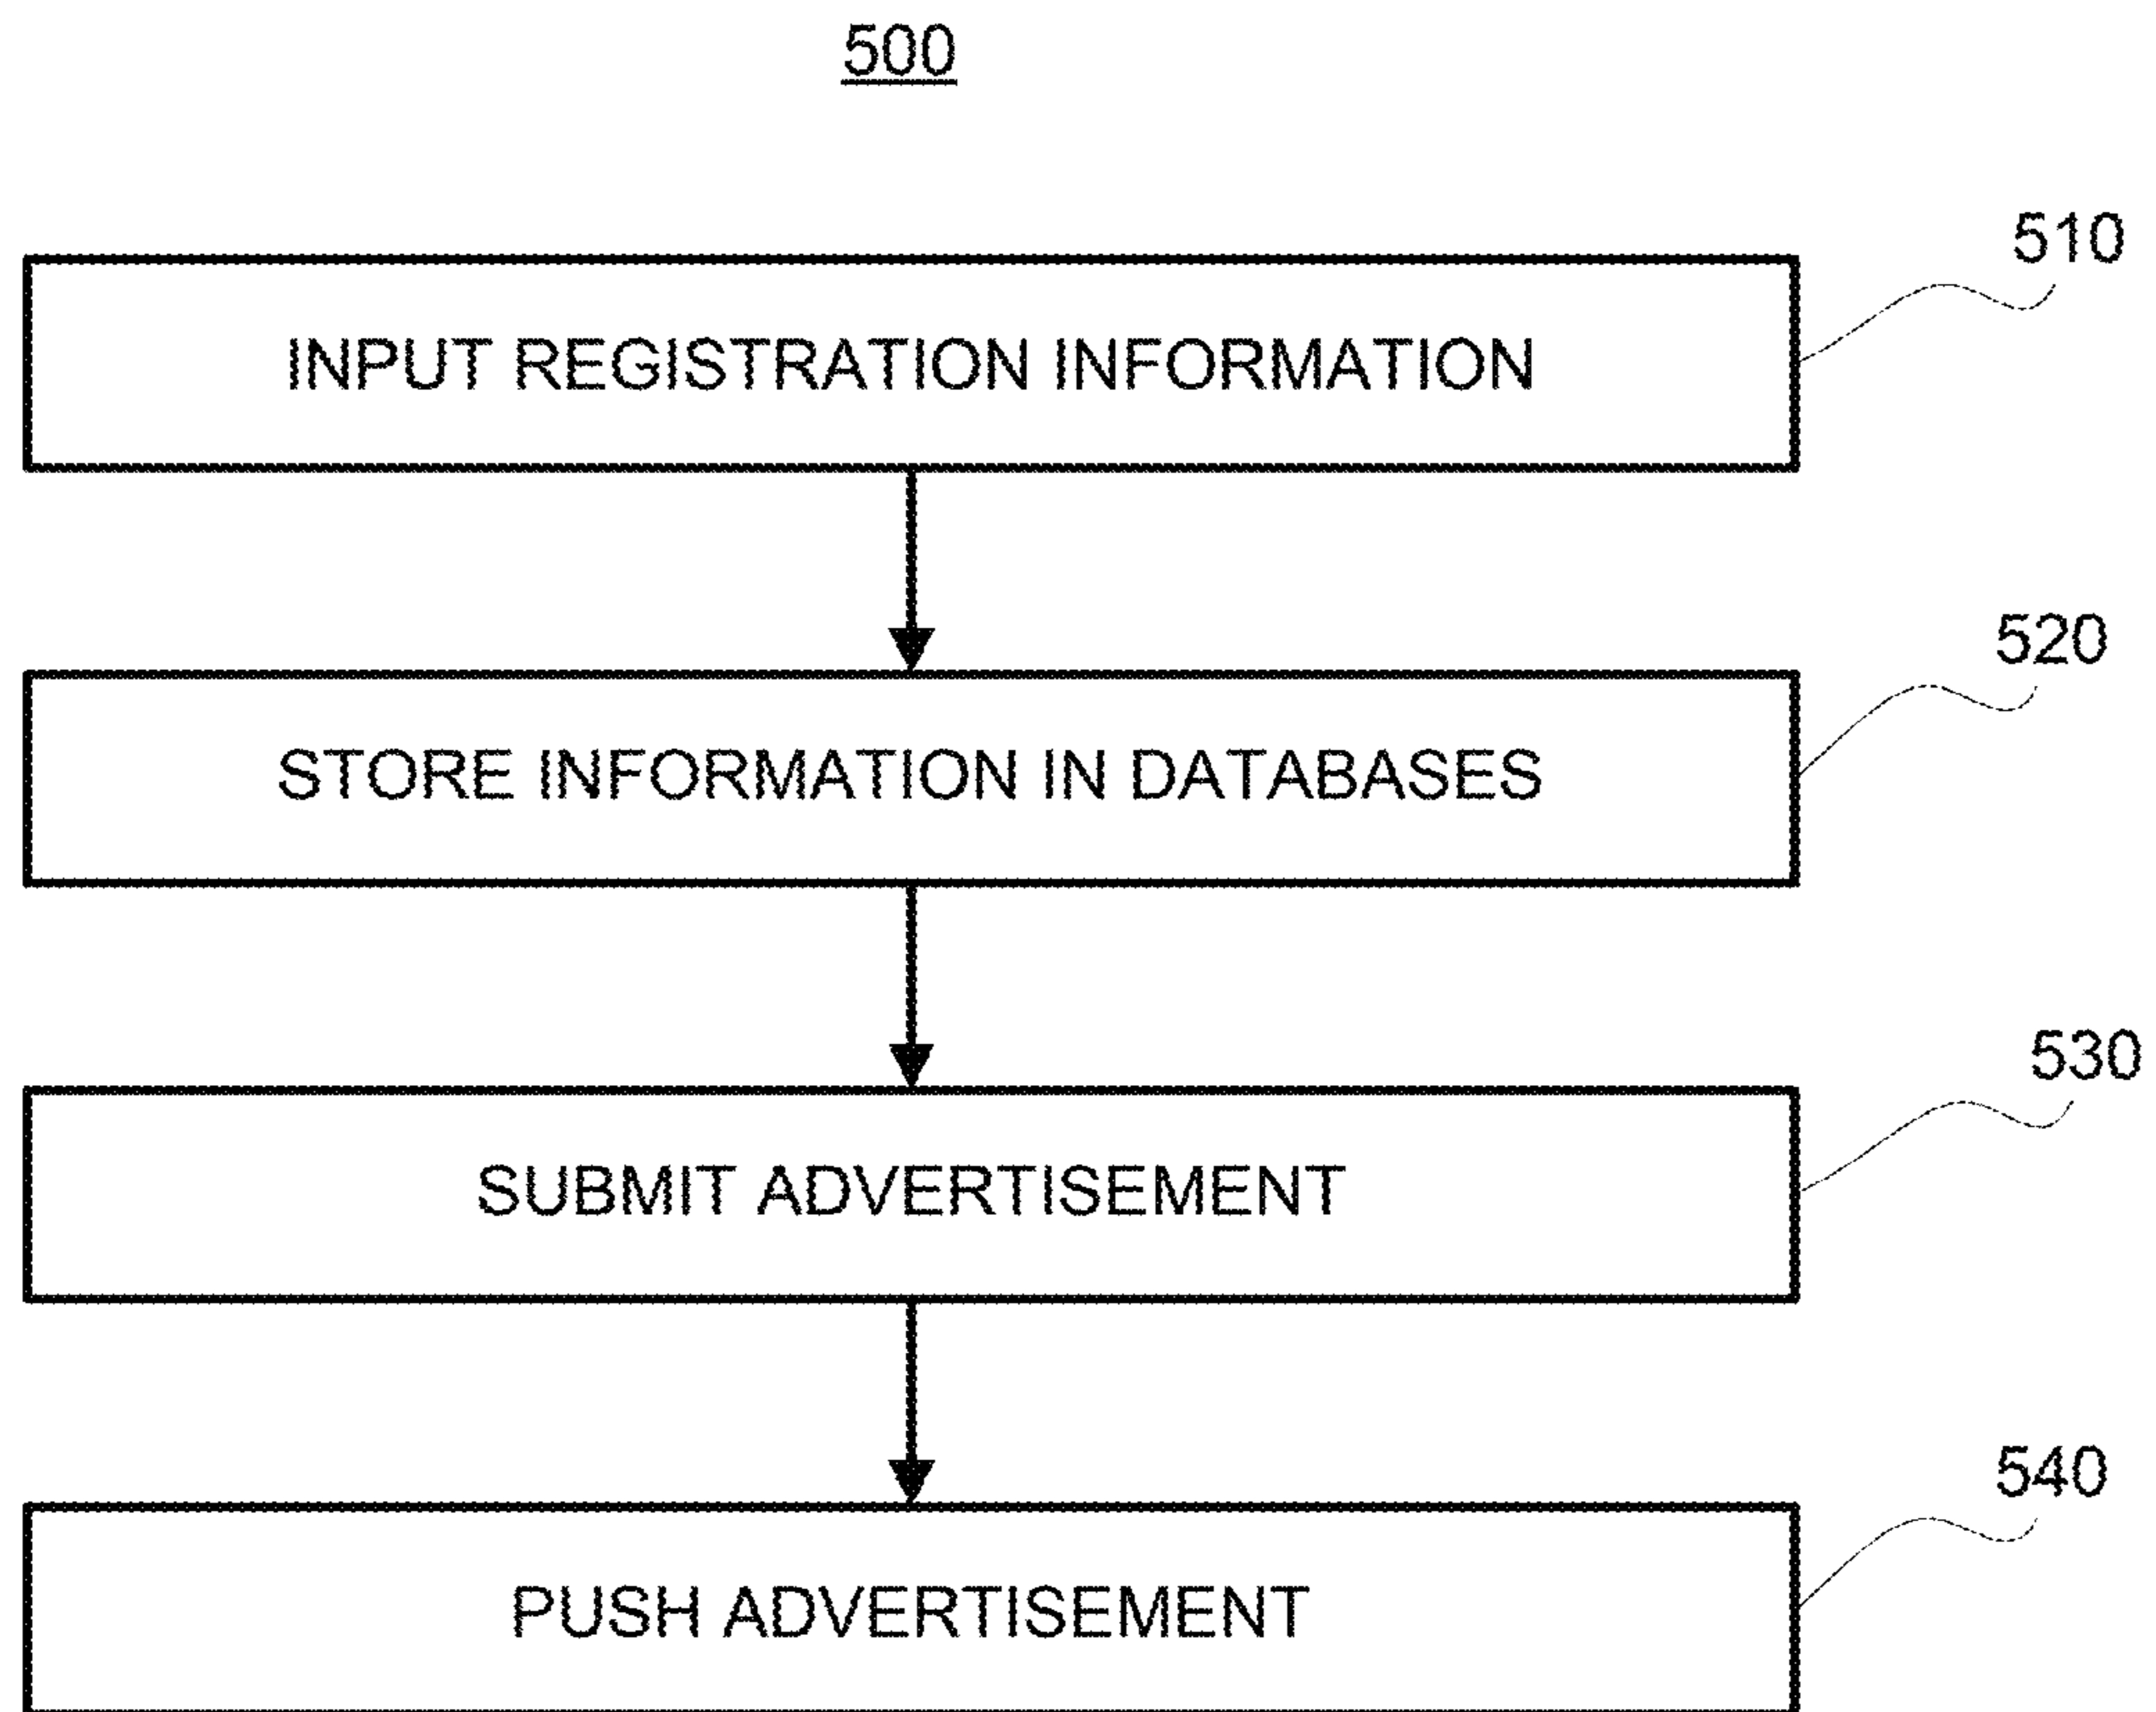 500
510
INPUT REGISTRATION INFORMATION
520
STORE INFORMATION IN DATABASES
530
SUBMIT ADVERTISEMENT
540
PUSH ADVERTISEMENT